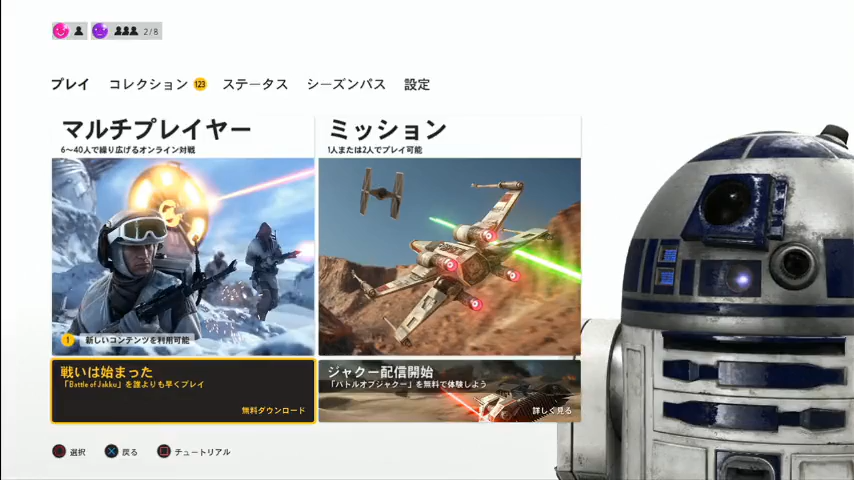 2/8
プレイ コレクション 123 ステータス シーズンパス 設定
マルチプレイヤー
6～40人で繰り広げるオンライン対戦
ミッション
1人または2人でプレイ可能
! 新しいコンテンツを利用可能
戦いは始まった
「Battle of Jakku」を誰よりも早くプレイ
無料ダウンロード
ジャクー配信開始
「バトルオブジャクー」を無料で体験しよう
詳しく見る
選択 戻る チュートリアル